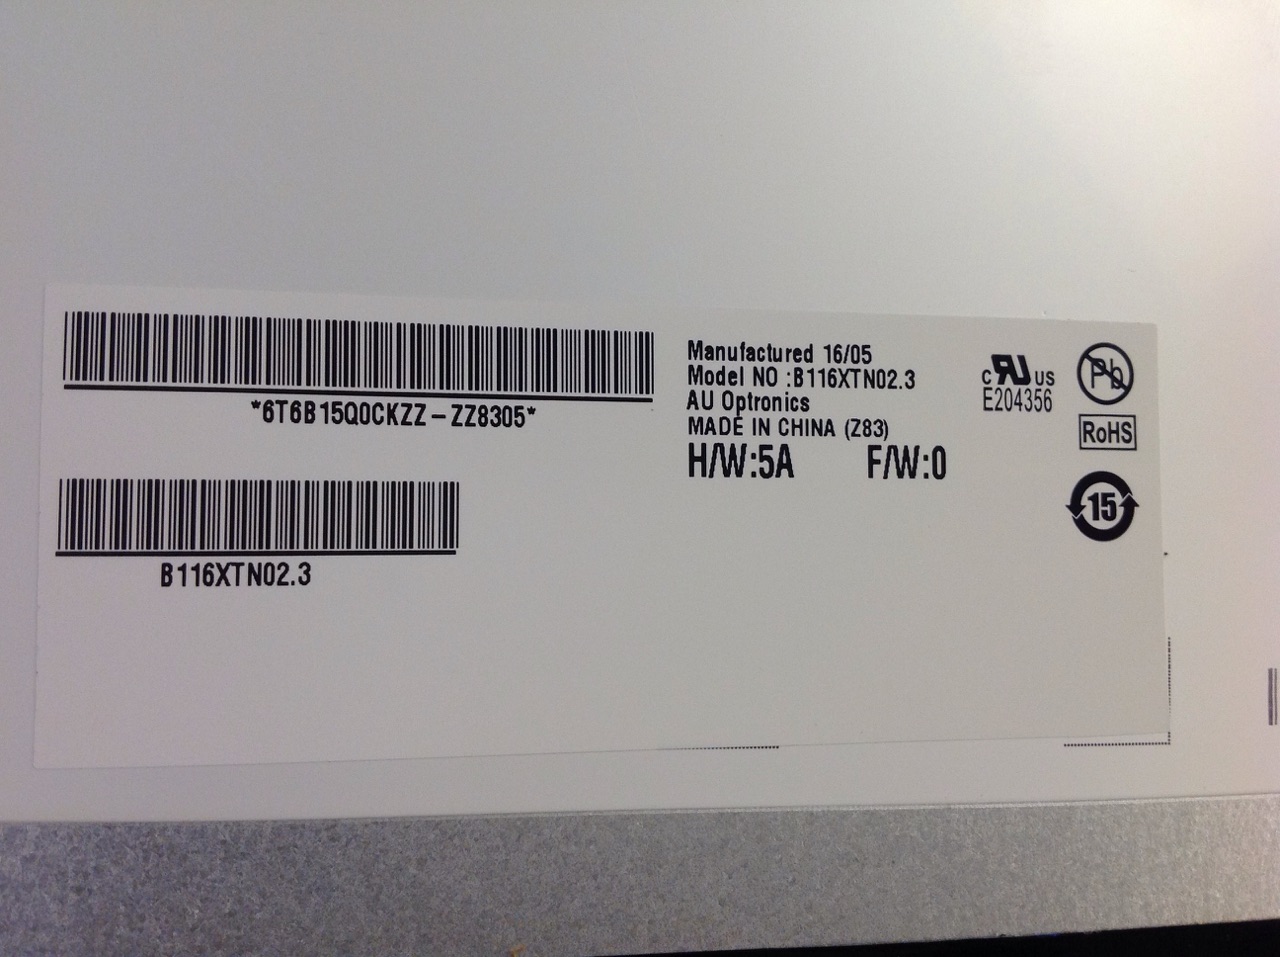 *6T6B15Q0CKZZ-ZZ8305*
B116XTN02.3
Manufactured 16/05
Model NO :B116XTN02.3
AU Optronics
MADE IN CHINA (Z83)
H/W:5A F/W:0
c RU US
E204356
Pb
RoHS
15